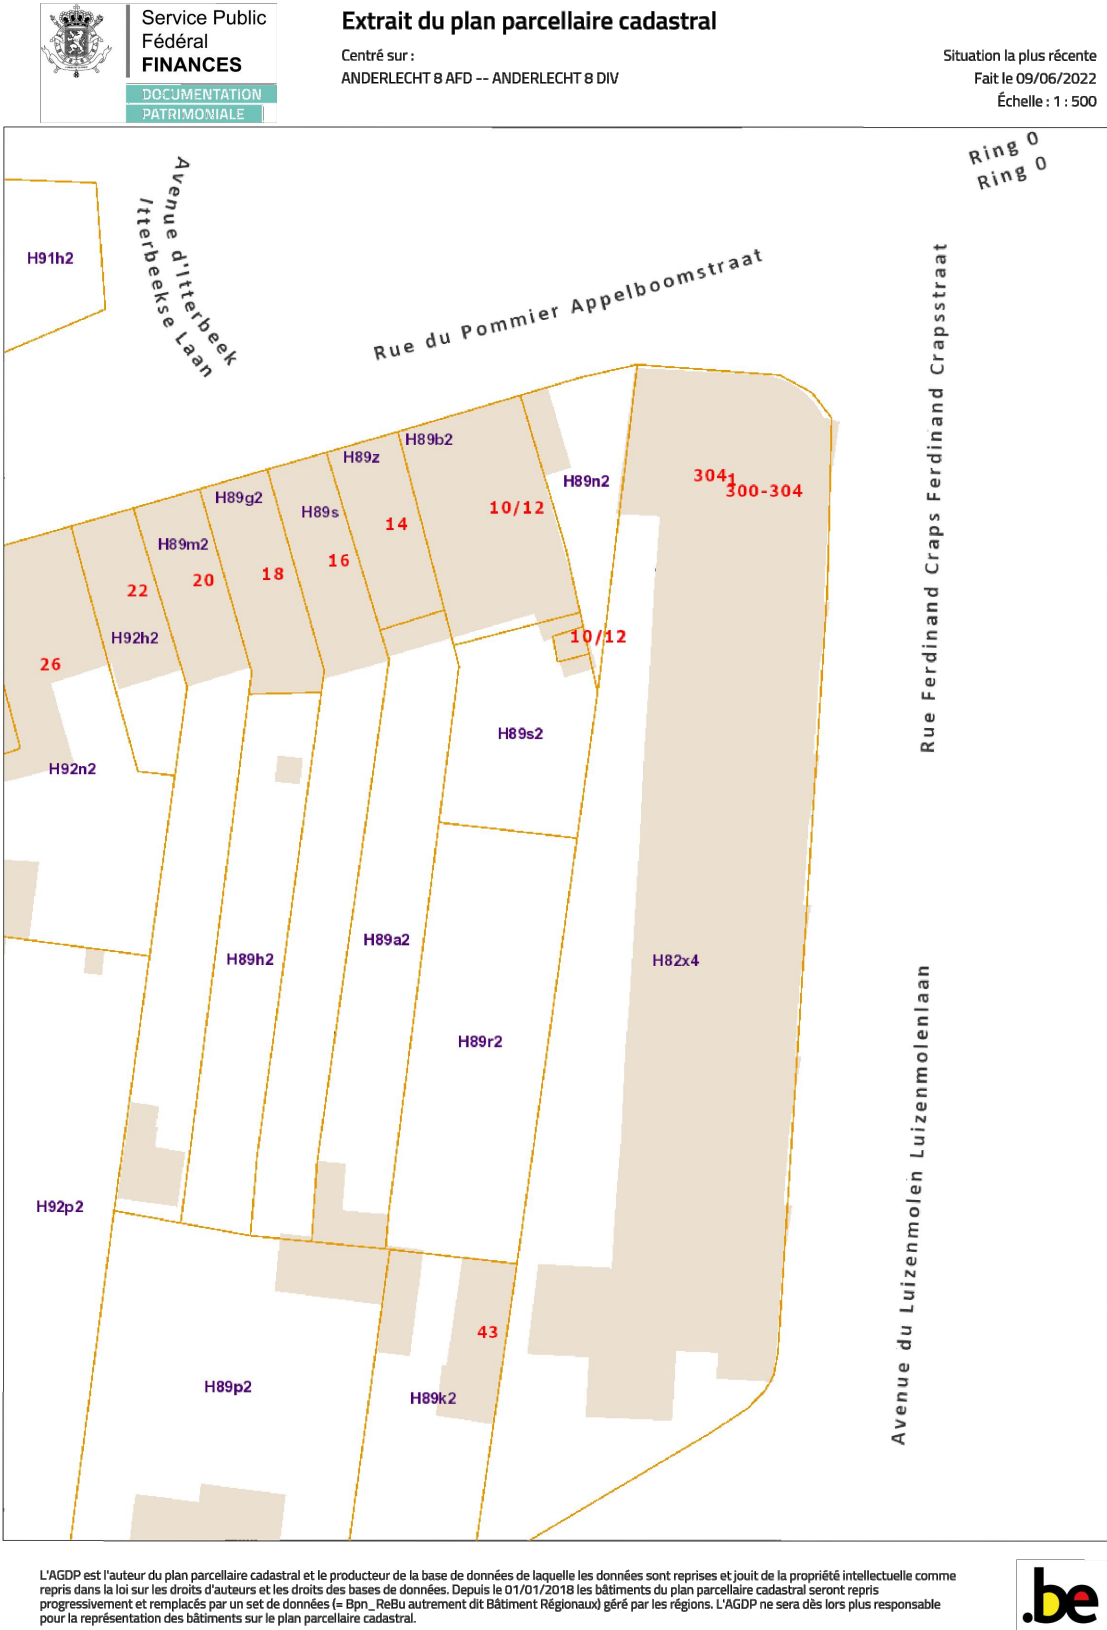 Service Public
Fédéral
FINANCES
DOCUMENTATION
PATRIMONIALE
Extrait du plan parcellaire cadastral
Centré sur :
ANDERLECHT 8 AFD -- ANDERLECHT 8 DIV
Situation la plus récente
Fait le 09/06/2022
Échelle : 1 : 500
Ring 0
Ring 0
Avenue d'Itterbeek
Itterbeekse Laan
H91h2
Rue du Pommier Appelboomstraat
Rue Ferdinand Craps Ferdinand Crapsstraat
H89b2
H89z
H89g2
H89s
H89n2
304
1
300-304
10/12
14
H89m2
16
18
20
22
H92h2
10/12
26
H89s2
H92n2
H89a2
H89h2
H82x4
H89r2
Avenue du Luizenmolen Luizenmolenlaan
H92p2
43
H89p2
H89k2
L'AGDP est l'auteur du plan parcellaire cadastral et le producteur de la base de données de laquelle les données sont reprises et jouit de la propriété intellectuelle comme
repris dans la loi sur les droits d'auteurs et les droits des bases de données. Depuis le 01/01/2018 les bâtiments du plan parcellaire cadastral seront repris
progressivement et remplacés par un set de données (= Bpn_ReBu autrement dit Bâtiment Régionaux) géré par les régions. L'AGDP ne sera dès lors plus responsable
pour la représentation des bâtiments sur le plan parcellaire cadastral.
.be